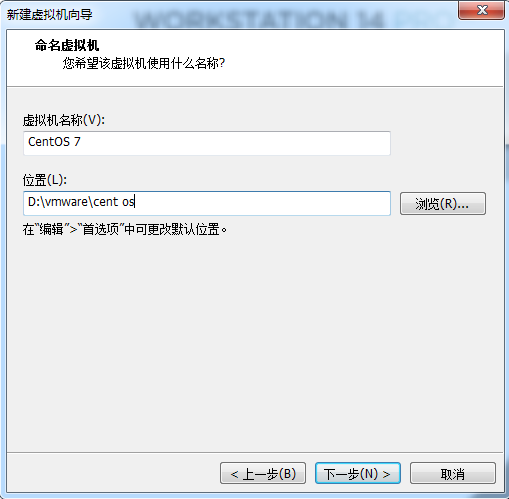 新建虚拟机向导
WORKSTATION 14 PRO
命名虚拟机
您希望该虚拟机使用什么名称?
虚拟机名称(V):
CentOS 7
位置(L):
D:\vmware\cent os
浏览(R)...
在"编辑">"首选项"中可更改默认位置。
< 上一步(B)
下一步(N) >
取消